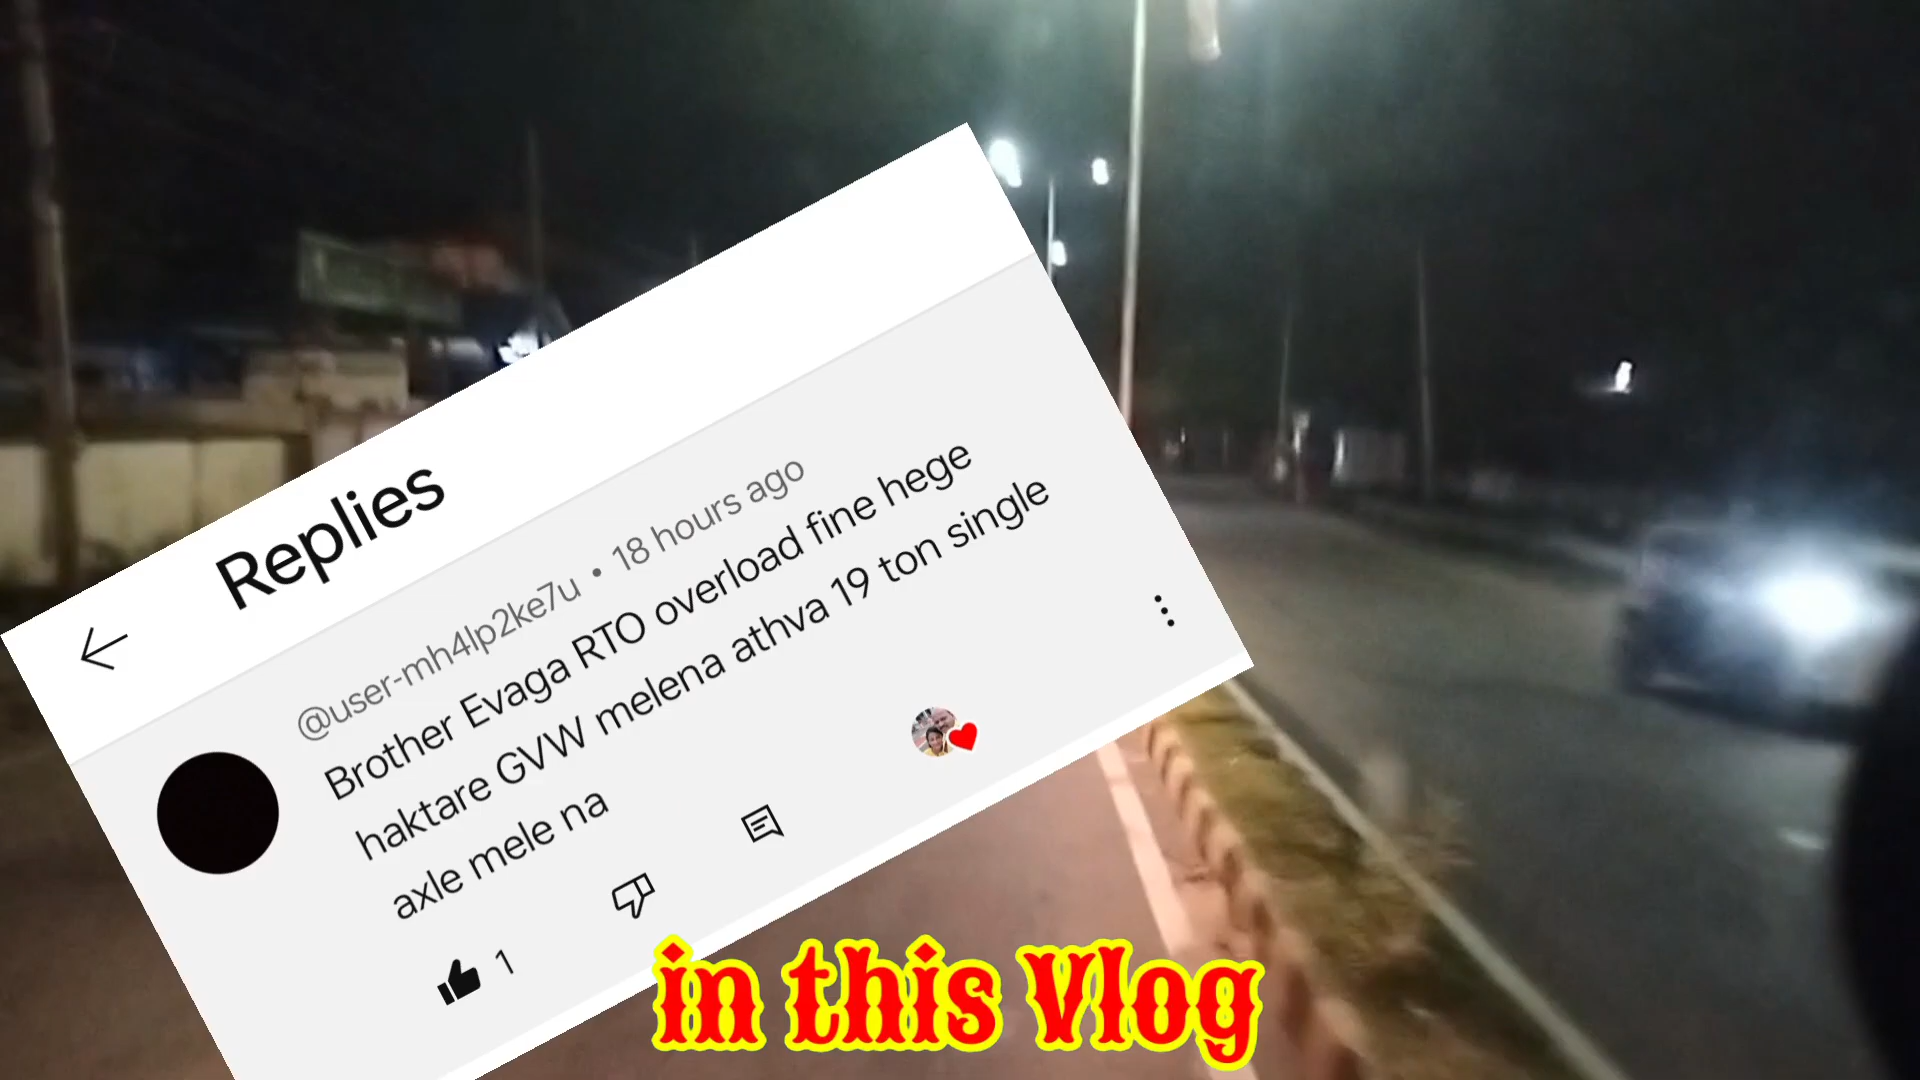 Replies
@user-mh4lp2ke7u • 18 hours ago
Brother Evaga RTO overload fine hege
haktare GVW melena athva 19 ton single
axle mele na
1
in this Vlog